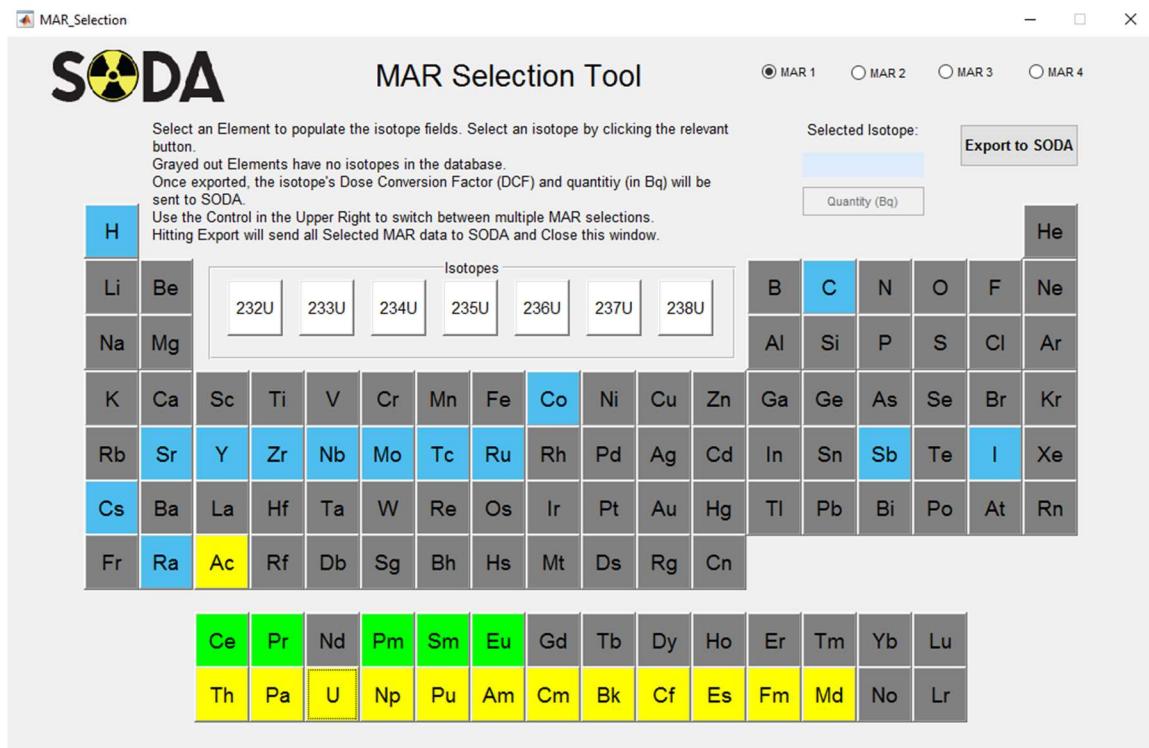 MAR_Selection
SODA
MAR Selection Tool
MAR 1 MAR 2 MAR 3 MAR 4
Select an Element to populate the isotope fields. Select an isotope by clicking the relevant
button.
Grayed out Elements have no isotopes in the database.
Once exported, the isotope's Dose Conversion Factor (DCF) and quantitiy (in Bq) will be
sent to SODA.
Use the Control in the Upper Right to switch between multiple MAR selections.
Hitting Export will send all Selected MAR data to SODA and Close this window.
Selected Isotope:
Export to SODA
Quantity (Bq)
H He
Isotopes
232U 233U 234U 235U 236U 237U 238U
Li Be B C N O F Ne
Na Mg Al Si P S Cl Ar
K Ca Sc Ti V Cr Mn Fe Co Ni Cu Zn Ga Ge As Se Br Kr
Rb Sr Y Zr Nb Mo Tc Ru Rh Pd Ag Cd In Sn Sb Te I Xe
Cs Ba La Hf Ta W Re Os Ir Pt Au Hg Tl Pb Bi Po At Rn
Fr Ra Ac Rf Db Sg Bh Hs Mt Ds Rg Cn
Ce Pr Nd Pm Sm Eu Gd Tb Dy Ho Er Tm Yb Lu
Th Pa U Np Pu Am Cm Bk Cf Es Fm Md No Lr